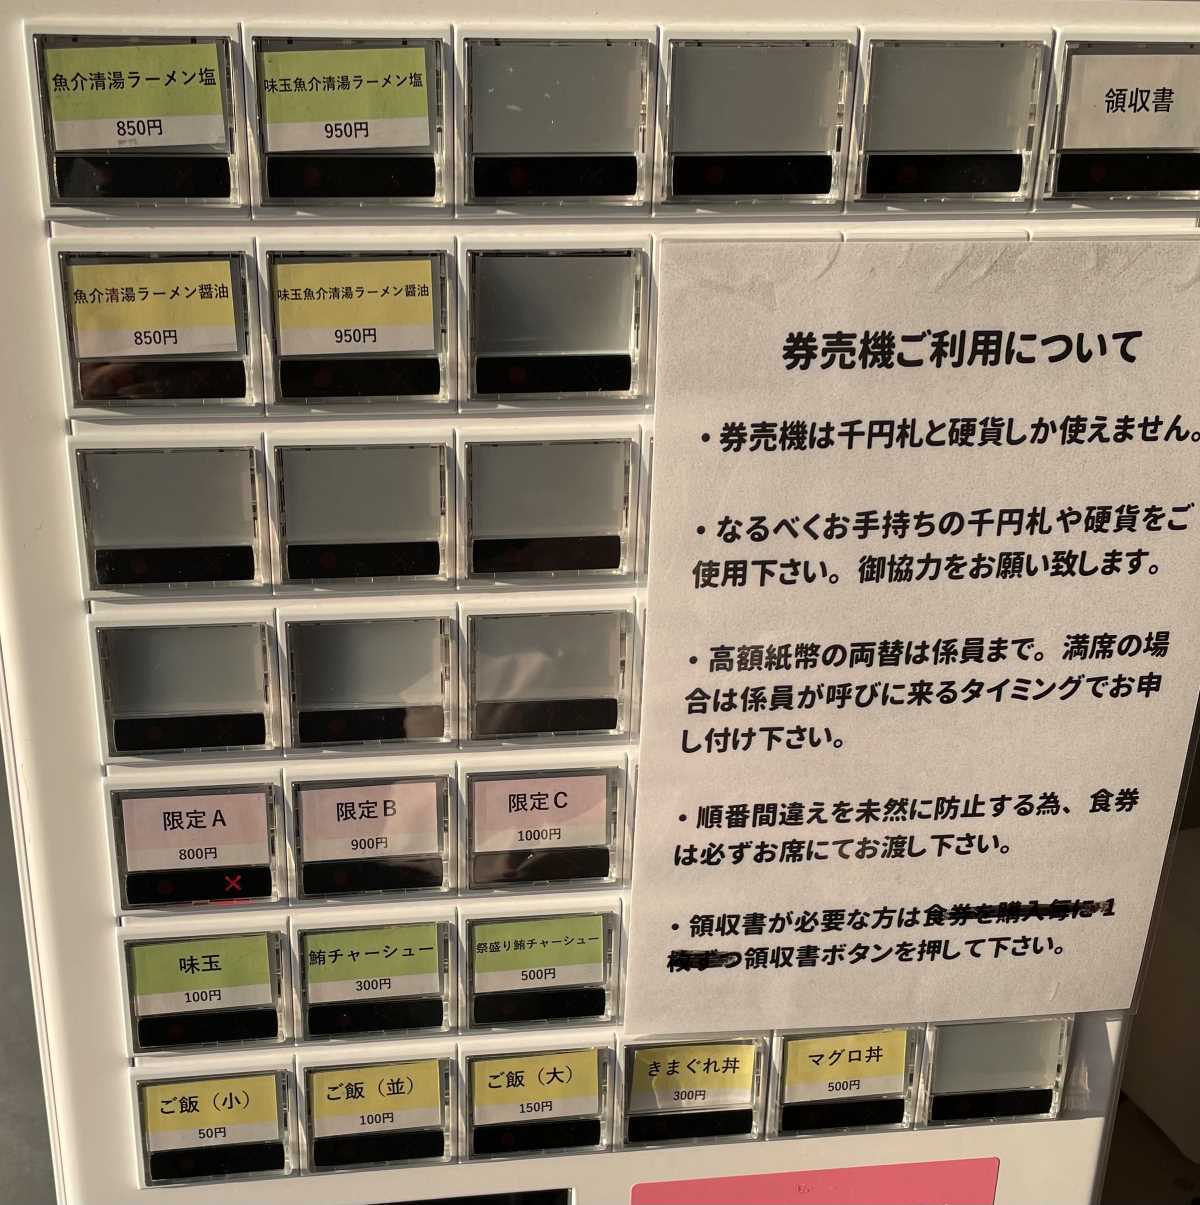 魚介清湯ラーメン塩
850円
味玉魚介清湯ラーメン塩
950円
領収書
魚介清湯ラーメン醤油
850円
味玉魚介清湯ラーメン醤油
950円
券売機ご利用について
・券売機は千円札と硬貨しか使えません。
・なるべくお手持ちの千円札や硬貨をご
使用下さい。御協力をお願い致します。
・高額紙幣の両替は係員まで。満席の場
合は係員が呼びに来るタイミングでお申
し付け下さい。
・順番間違えを未然に防止する為、食券
は必ずお席にてお渡し下さい。
・領収書が必要な方は食券を購入毎に1
枚ずつ領収書ボタンを押して下さい。
限定A
800円
限定B
900円
限定C
1000円
味玉
100円
鮪チャーシュー
300円
祭盛り鮪チャーシュー
500円
ご飯（小）
50円
ご飯（並）
100円
ご飯（大）
150円
きまぐれ丼
300円
マグロ丼
500円